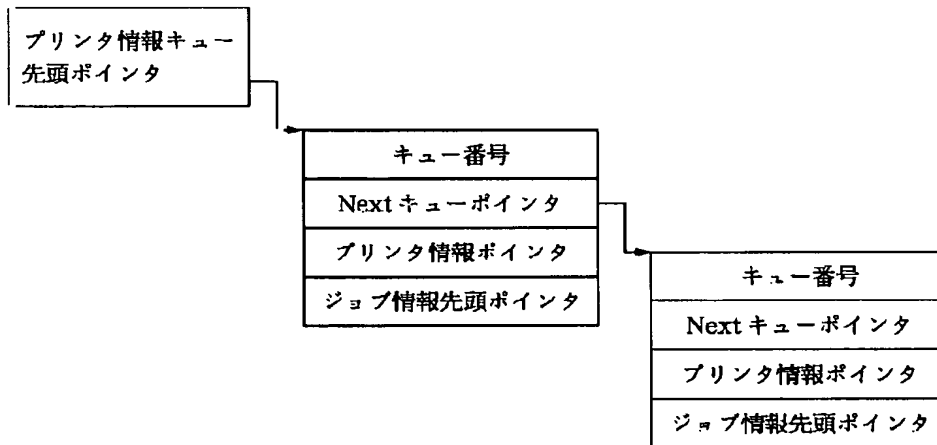 プリンタ情報キュー
先頭ポインタ
キュー番号
Nextキューポインタ
プリンタ情報ポインタ
ジョブ情報先頭ポインタ
キュー番号
Nextキューポインタ
プリンタ情報ポインタ
ジョブ情報先頭ポインタ